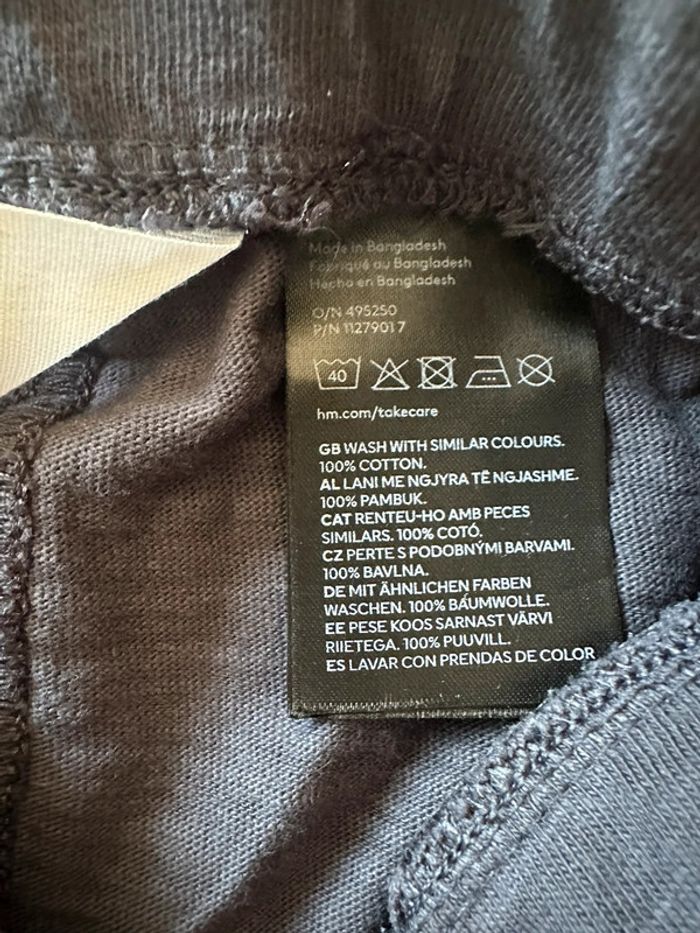 Made in Bangladesh
Fabriqué au Bangladesh
Hecho en Bangladesh
O/N 495250
P/N 11279017
40
hm.com/takecare
GB WASH WITH SIMILAR COLOURS.
100% COTTON.
AL LANI ME NGJYRA TË NGJASHME.
100% PAMBUK.
CAT RENTEU-HO AMB PECES
SIMILARS. 100% COTÓ.
CZ PERTE S PODOBNÝMI BARVAMI.
100% BAVLNA.
DE MIT ÄHNLICHEN FARBEN
WASCHEN. 100% BAUMWOLLE.
EE PESE KOOS SARNAST VÄRVI
RIIETEGA. 100% PUUVILL.
ES LAVAR CON PRENDAS DE COLOR